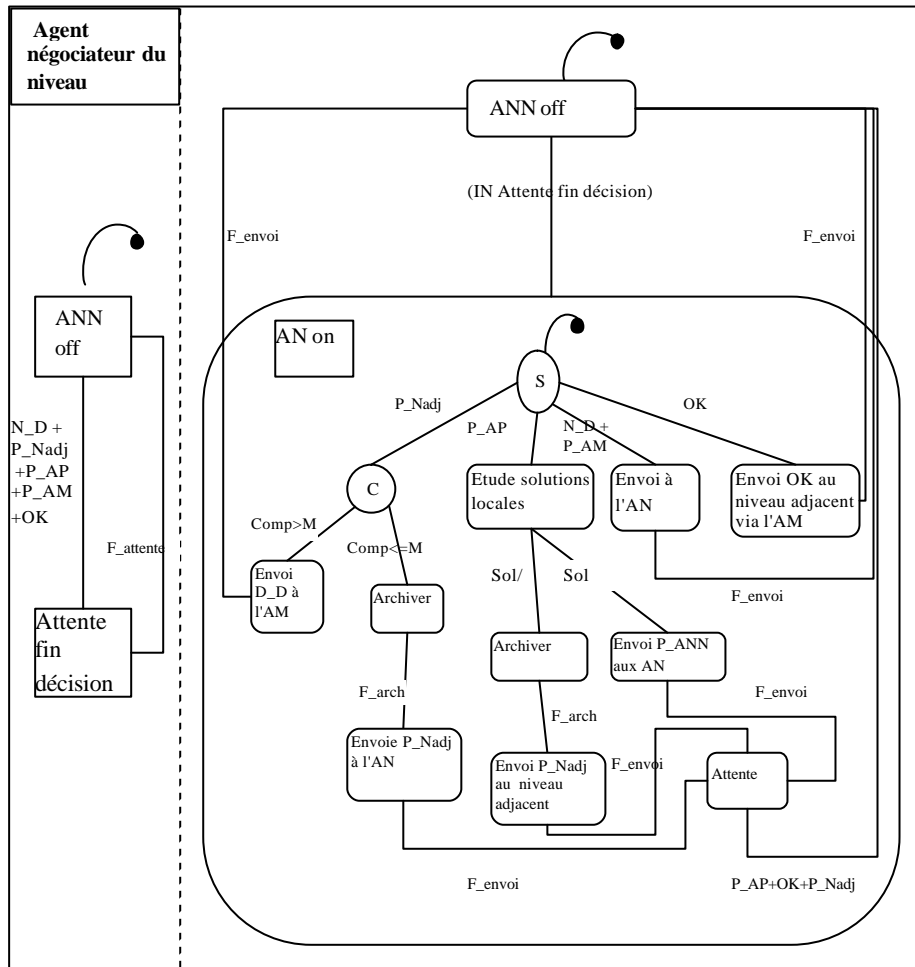 Agent
négociateur du
niveau
ANN off
(IN Attente fin décision)
F_envoi
F_envoi
ANN
off
N_D +
P_Nadj
+P_AP
+P_AM
+OK
F_attente
Attente
fin
décision
AN on
S
P_Nadj
P_AP
N_D +
P_AM
OK
C
Etude solutions
locales
Envoi à
l'AN
Envoi OK au
niveau adjacent
via l'AM
Comp>M
Comp<=M
Envoi
D_D à
l'AM
Archiver
Sol/
Sol
F_envoi
Archiver
Envoi P_ANN
aux AN
F_arch
F_arch
F_envoi
Envoie P_Nadj
à l'AN
Envoi P_Nadj
au niveau
adjacent
F_envoi
Attente
F_envoi
P_AP+OK+P_Nadj